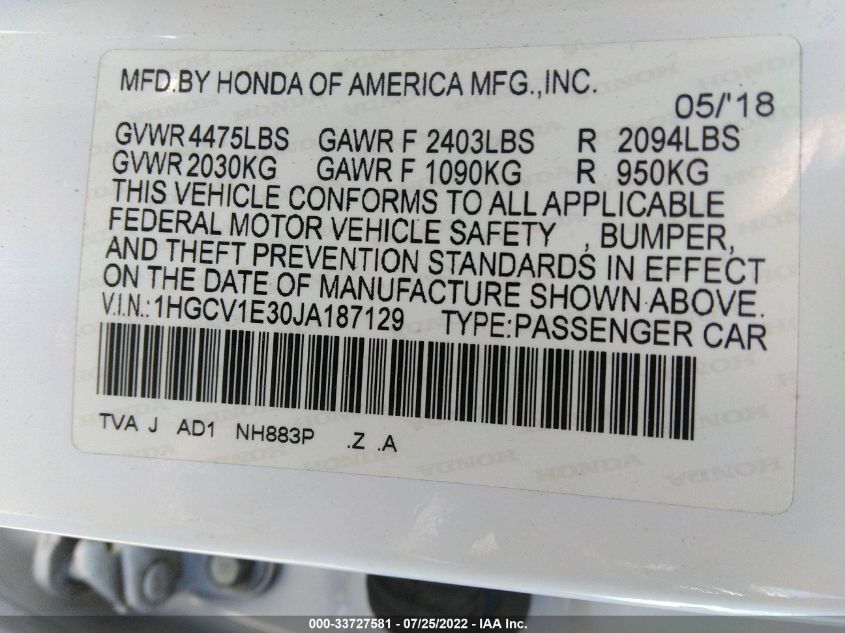 MFD.BY HONDA OF AMERICA MFG.,INC.
05/'18
GVWR 4475LBS GAWR F 2403LBS R 2094LBS
GVWR 2030KG GAWR F 1090KG R 950KG
THIS VEHICLE CONFORMS TO ALL APPLICABLE
FEDERAL MOTOR VEHICLE SAFETY , BUMPER,
AND THEFT PREVENTION STANDARDS IN EFFECT
ON THE DATE OF MANUFACTURE SHOWN ABOVE.
V.I.N.:1HGCV1E30JA187129 TYPE:PASSENGER CAR
TVA J AD1 NH883P .Z .A
HONDA HONDA HONDA
000-33727581 / 07/25/2022 / IAA Inc.